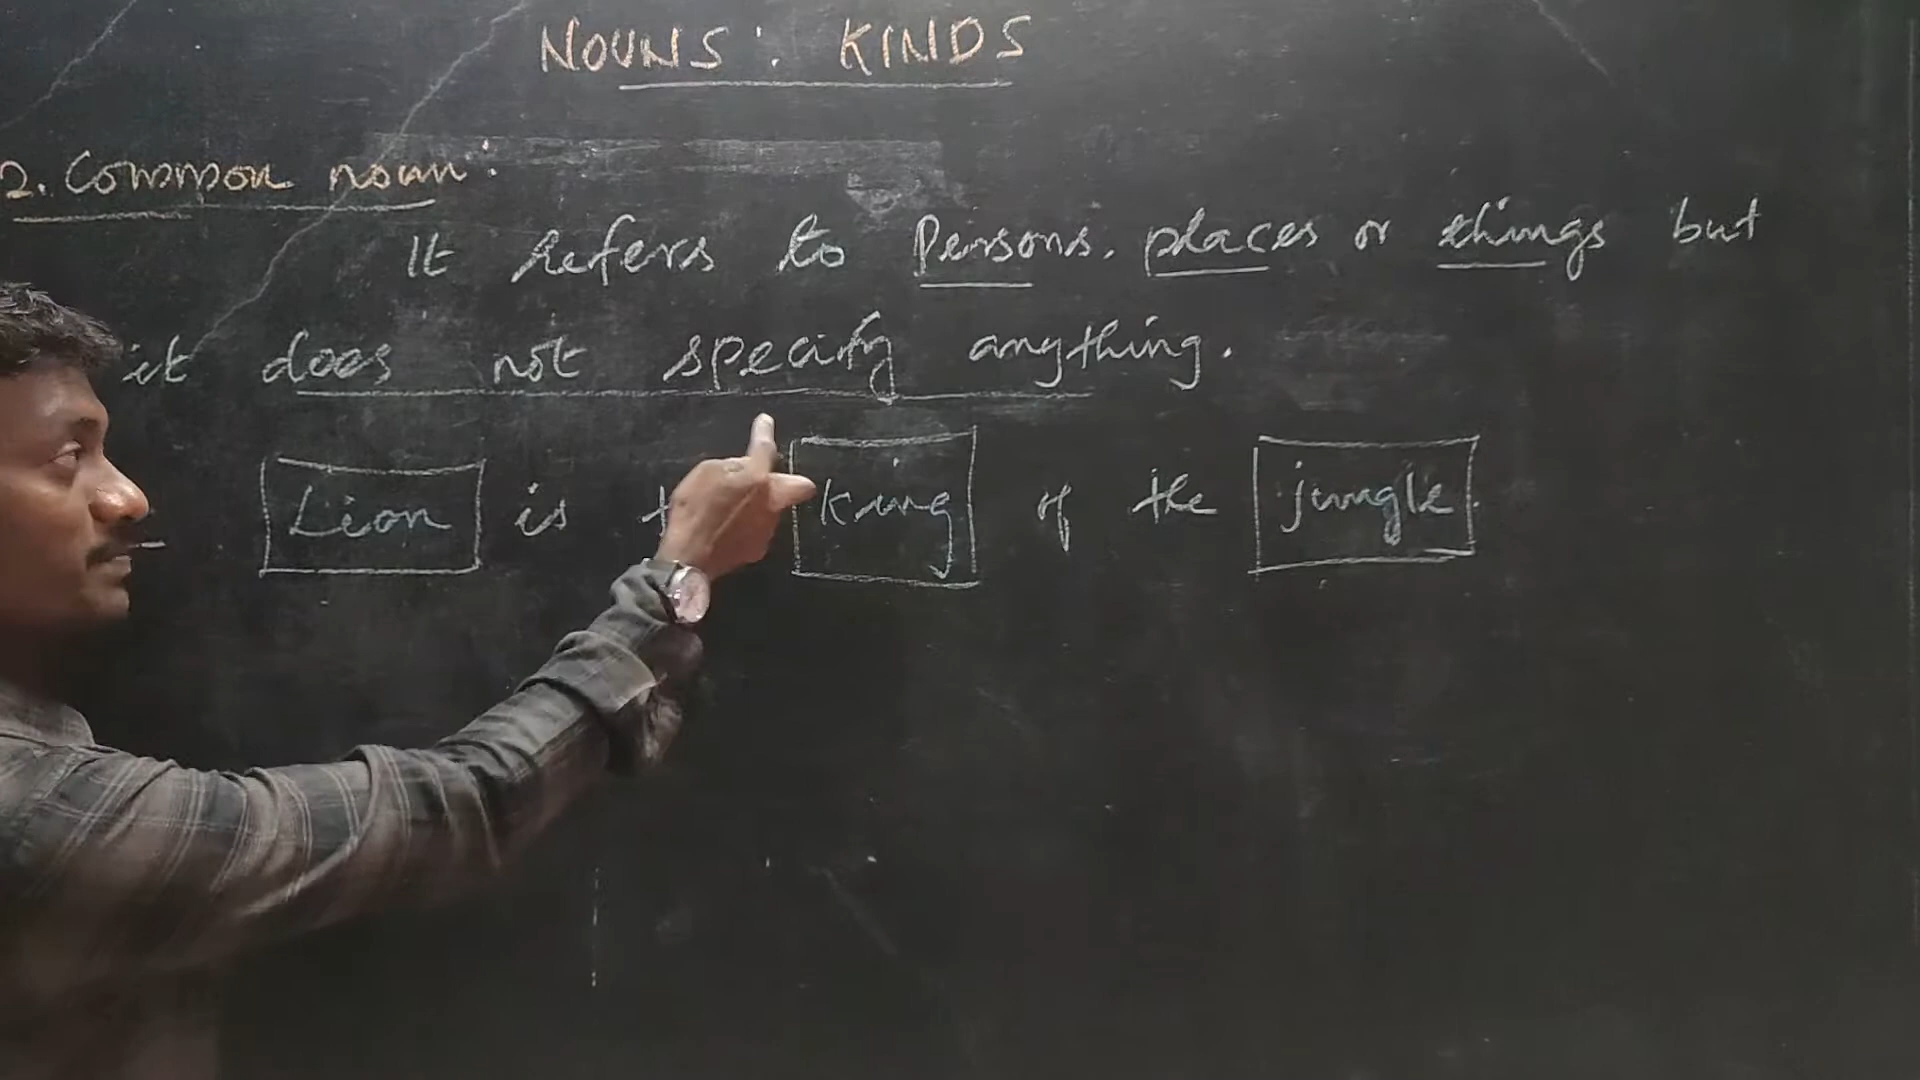 NOUNS: KINDS
2. Common noun:
It refers to Persons, places or things but
it does not specify anything.
Lion is king of the jungle.